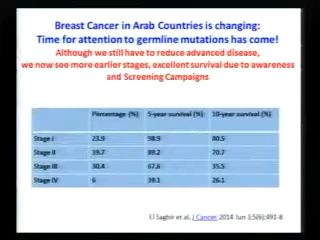 Breast Cancer in Arab Countries is changing:
Time for attention to germline mutations has come!
Although we still have to reduce advanced disease,
we now see more earlier stages, excellent survival due to awareness
and Screening Campaigns
Percentage (%) 5-year survival (%) 10-year survival (%)
Stage I 23.9 98.9 80.5
Stage II 39.7 89.2 70.7
Stage III 30.4 67.6 35.5
Stage IV 6 39.1 26.1
El Saghir et al, J Cancer, 2014 Jun 3;5(6):491-8